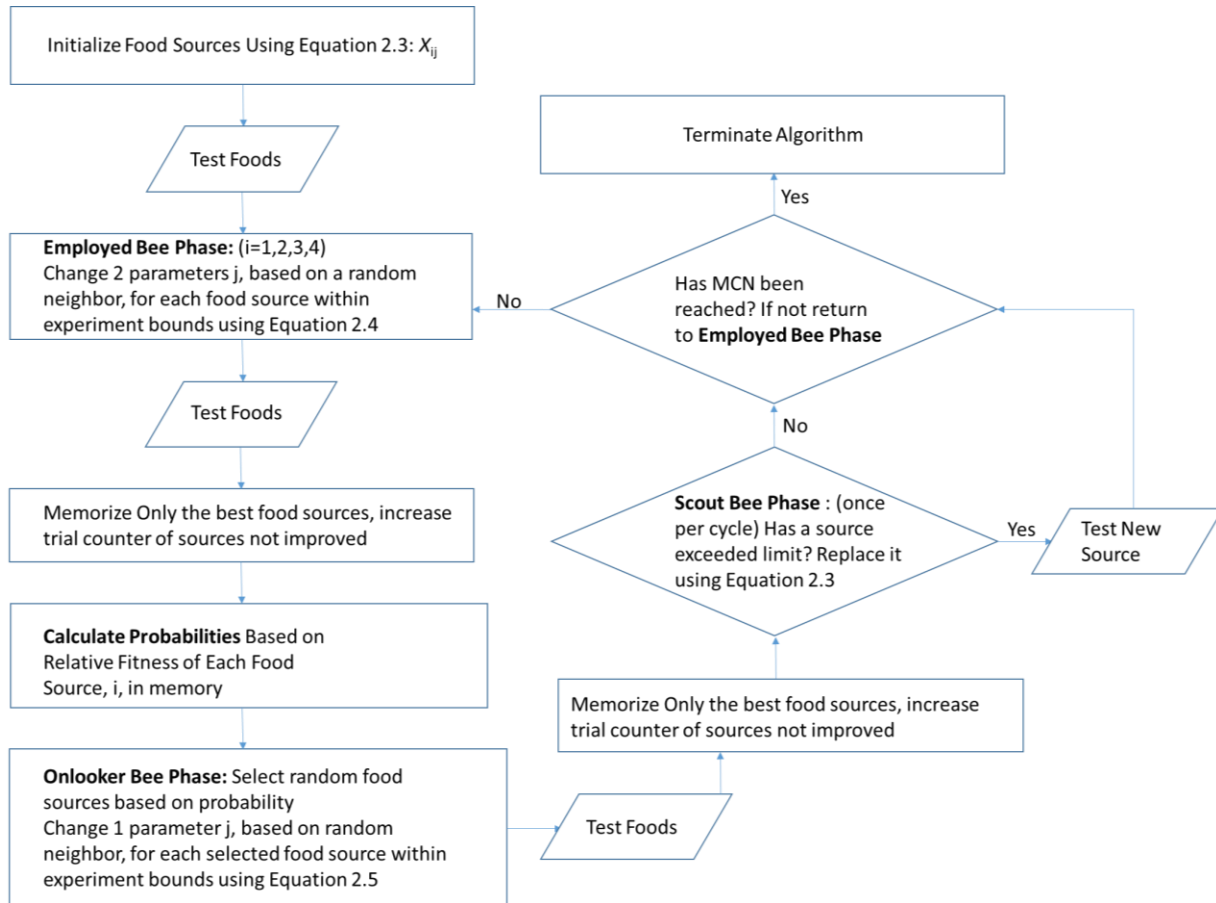 Initialize Food Sources Using Equation 2.3: Xij
Test Foods
Employed Bee Phase: (i=1,2,3,4)
Change 2 parameters j, based on a random
neighbor, for each food source within
experiment bounds using Equation 2.4
Test Foods
Memorize Only the best food sources, increase
trial counter of sources not improved
Calculate Probabilities Based on
Relative Fitness of Each Food
Source, i, in memory
Onlooker Bee Phase: Select random food
sources based on probability
Change 1 parameter j, based on random
neighbor, for each selected food source within
experiment bounds using Equation 2.5
Test Foods
Memorize Only the best food sources, increase
trial counter of sources not improved
Scout Bee Phase : (once
per cycle) Has a source
exceeded limit? Replace it
using Equation 2.3
Yes
Test New
Source
No
Has MCN been
reached? If not return
to Employed Bee Phase
No
Yes
Terminate Algorithm